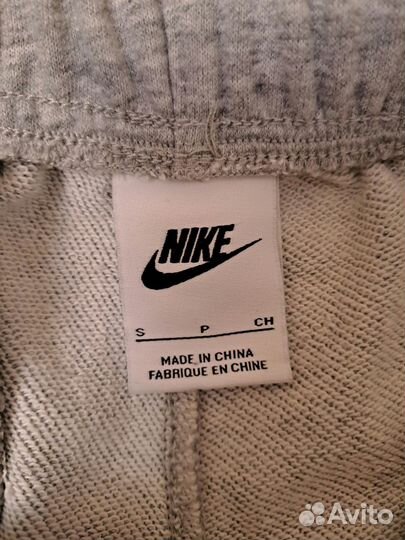 NIKE
S P CH
MADE IN CHINA
FABRIQUE EN CHINE
Avito